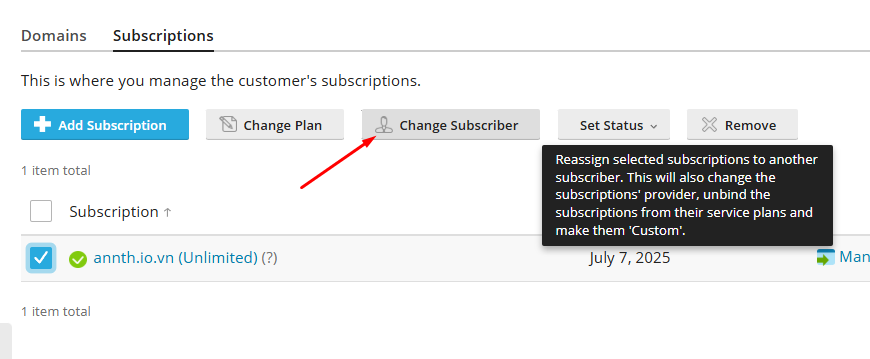 Domains Subscriptions
This is where you manage the customer's subscriptions.
Add Subscription Change Plan Change Subscriber Set Status Remove
1 item total
Reassign selected subscriptions to another
subscriber. This will also change the
subscriptions' provider, unbind the
subscriptions from their service plans and
make them 'Custom'.
Subscription ↑
annth.io.vn (Unlimited) (?) July 7, 2025 Man
1 item total